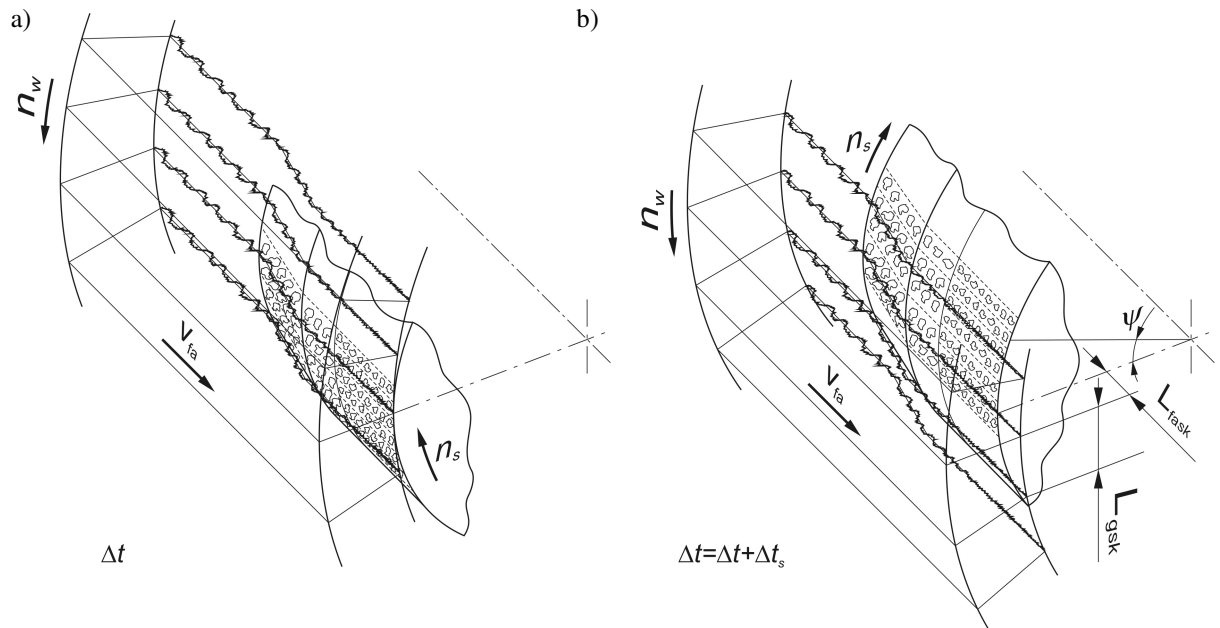 a)
n_w
v_fa
n_s
Δt
b)
n_s
n_w
ψ
v_fa
L_fask
L_gsk
Δt=Δt+Δt_s